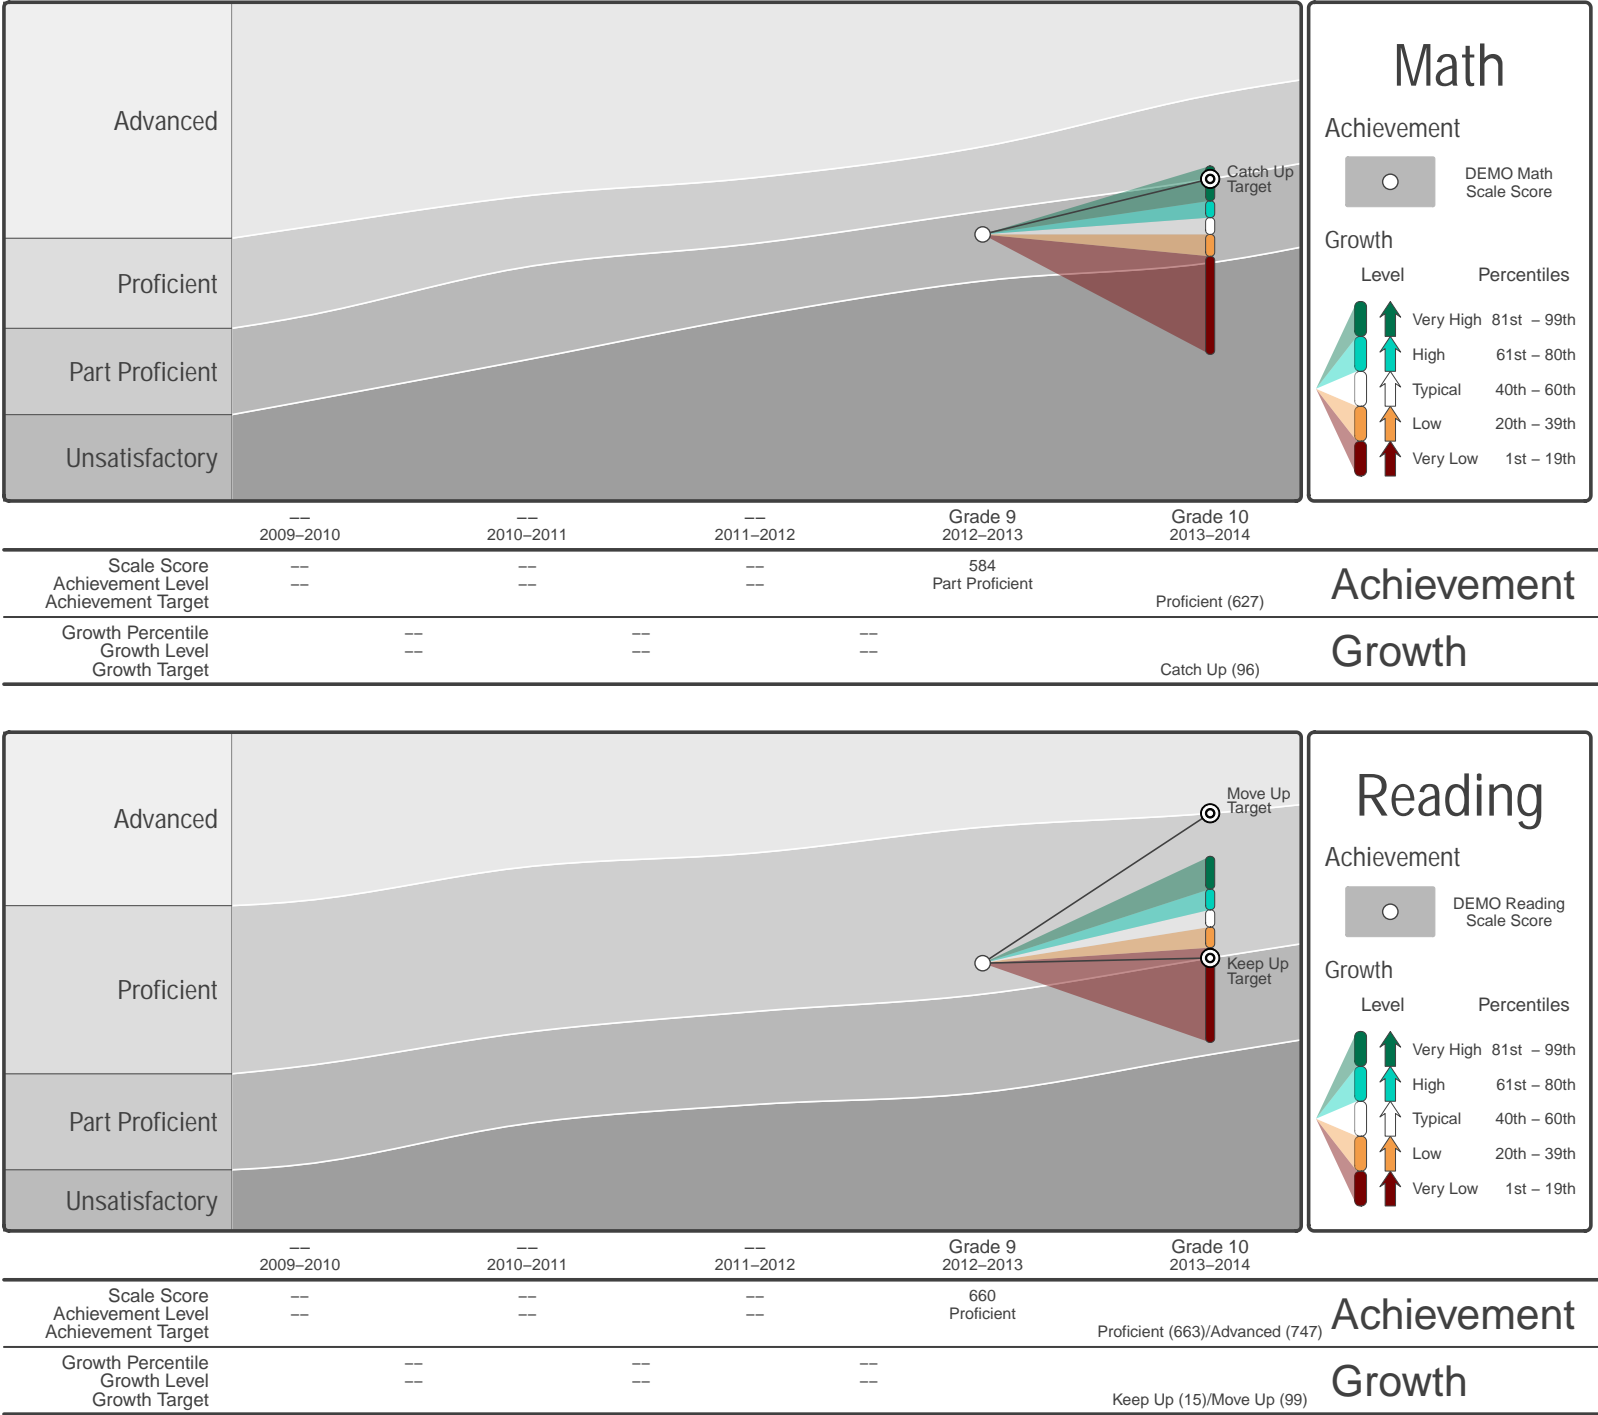 Advanced
Proficient
Part Proficient
Unsatisfactory
Catch Up
Target
Math
Achievement
DEMO Math
Scale Score
Growth
Level Percentiles
Very High 81st – 99th
High 61st – 80th
Typical 40th – 60th
Low 20th – 39th
Very Low 1st – 19th
–– –– –– Grade 9 Grade 10
2009–2010 2010–2011 2011–2012 2012–2013 2013–2014
Scale Score –– –– –– 584
Achievement Level –– –– –– Part Proficient
Achievement Target Proficient (627)
Achievement
Growth Percentile –– –– ––
Growth Level –– –– ––
Growth Target Catch Up (96)
Growth
Advanced
Proficient
Part Proficient
Unsatisfactory
Move Up
Target
Keep Up
Target
Reading
Achievement
DEMO Reading
Scale Score
Growth
Level Percentiles
Very High 81st – 99th
High 61st – 80th
Typical 40th – 60th
Low 20th – 39th
Very Low 1st – 19th
–– –– –– Grade 9 Grade 10
2009–2010 2010–2011 2011–2012 2012–2013 2013–2014
Scale Score –– –– –– 660
Achievement Level –– –– –– Proficient
Achievement Target Proficient (663)/Advanced (747)
Achievement
Growth Percentile –– –– ––
Growth Level –– –– ––
Growth Target Keep Up (15)/Move Up (99)
Growth